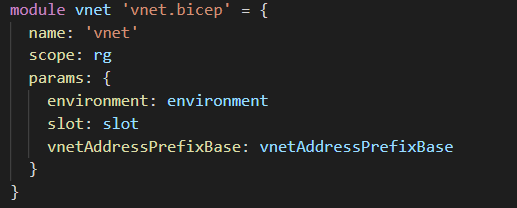 module vnet 'vnet.bicep' = {
  name: 'vnet'
  scope: rg
  params: {
    environment: environment
    slot: slot
    vnetAddressPrefixBase: vnetAddressPrefixBase
  }
}